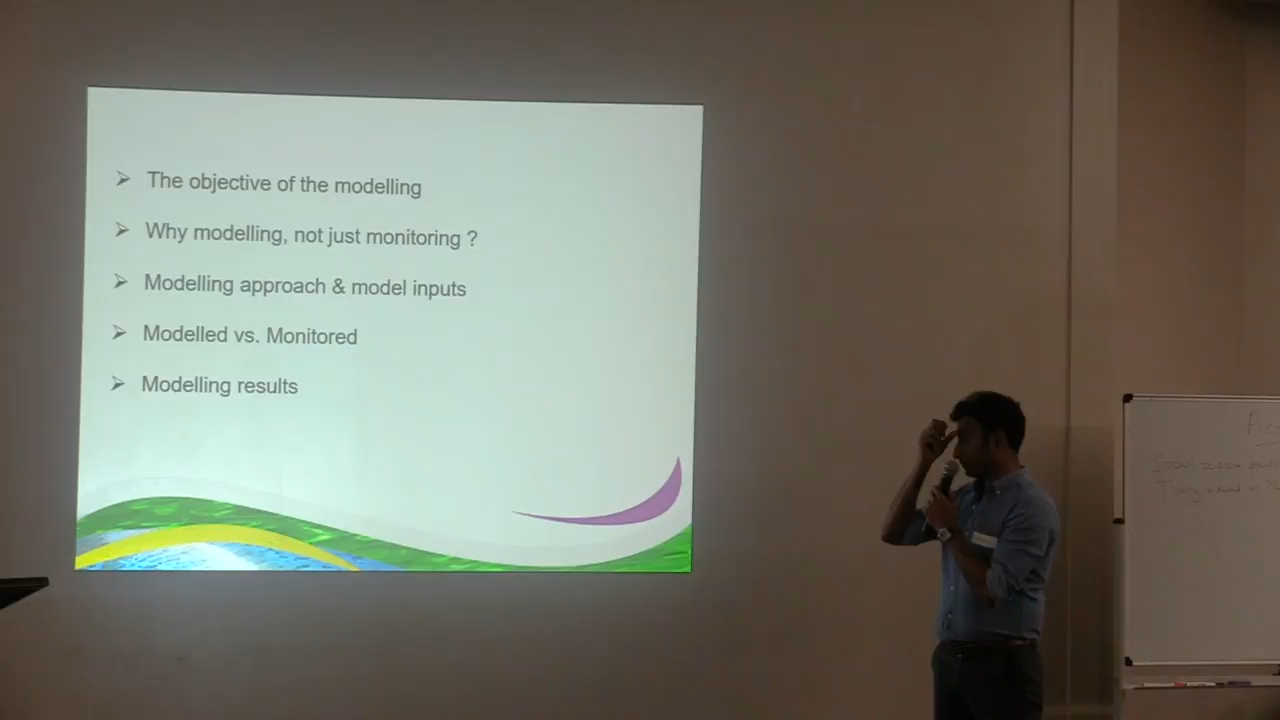 The objective of the modelling
Why modelling, not just monitoring ?
Modelling approach & model inputs
Modelled vs. Monitored
Modelling results